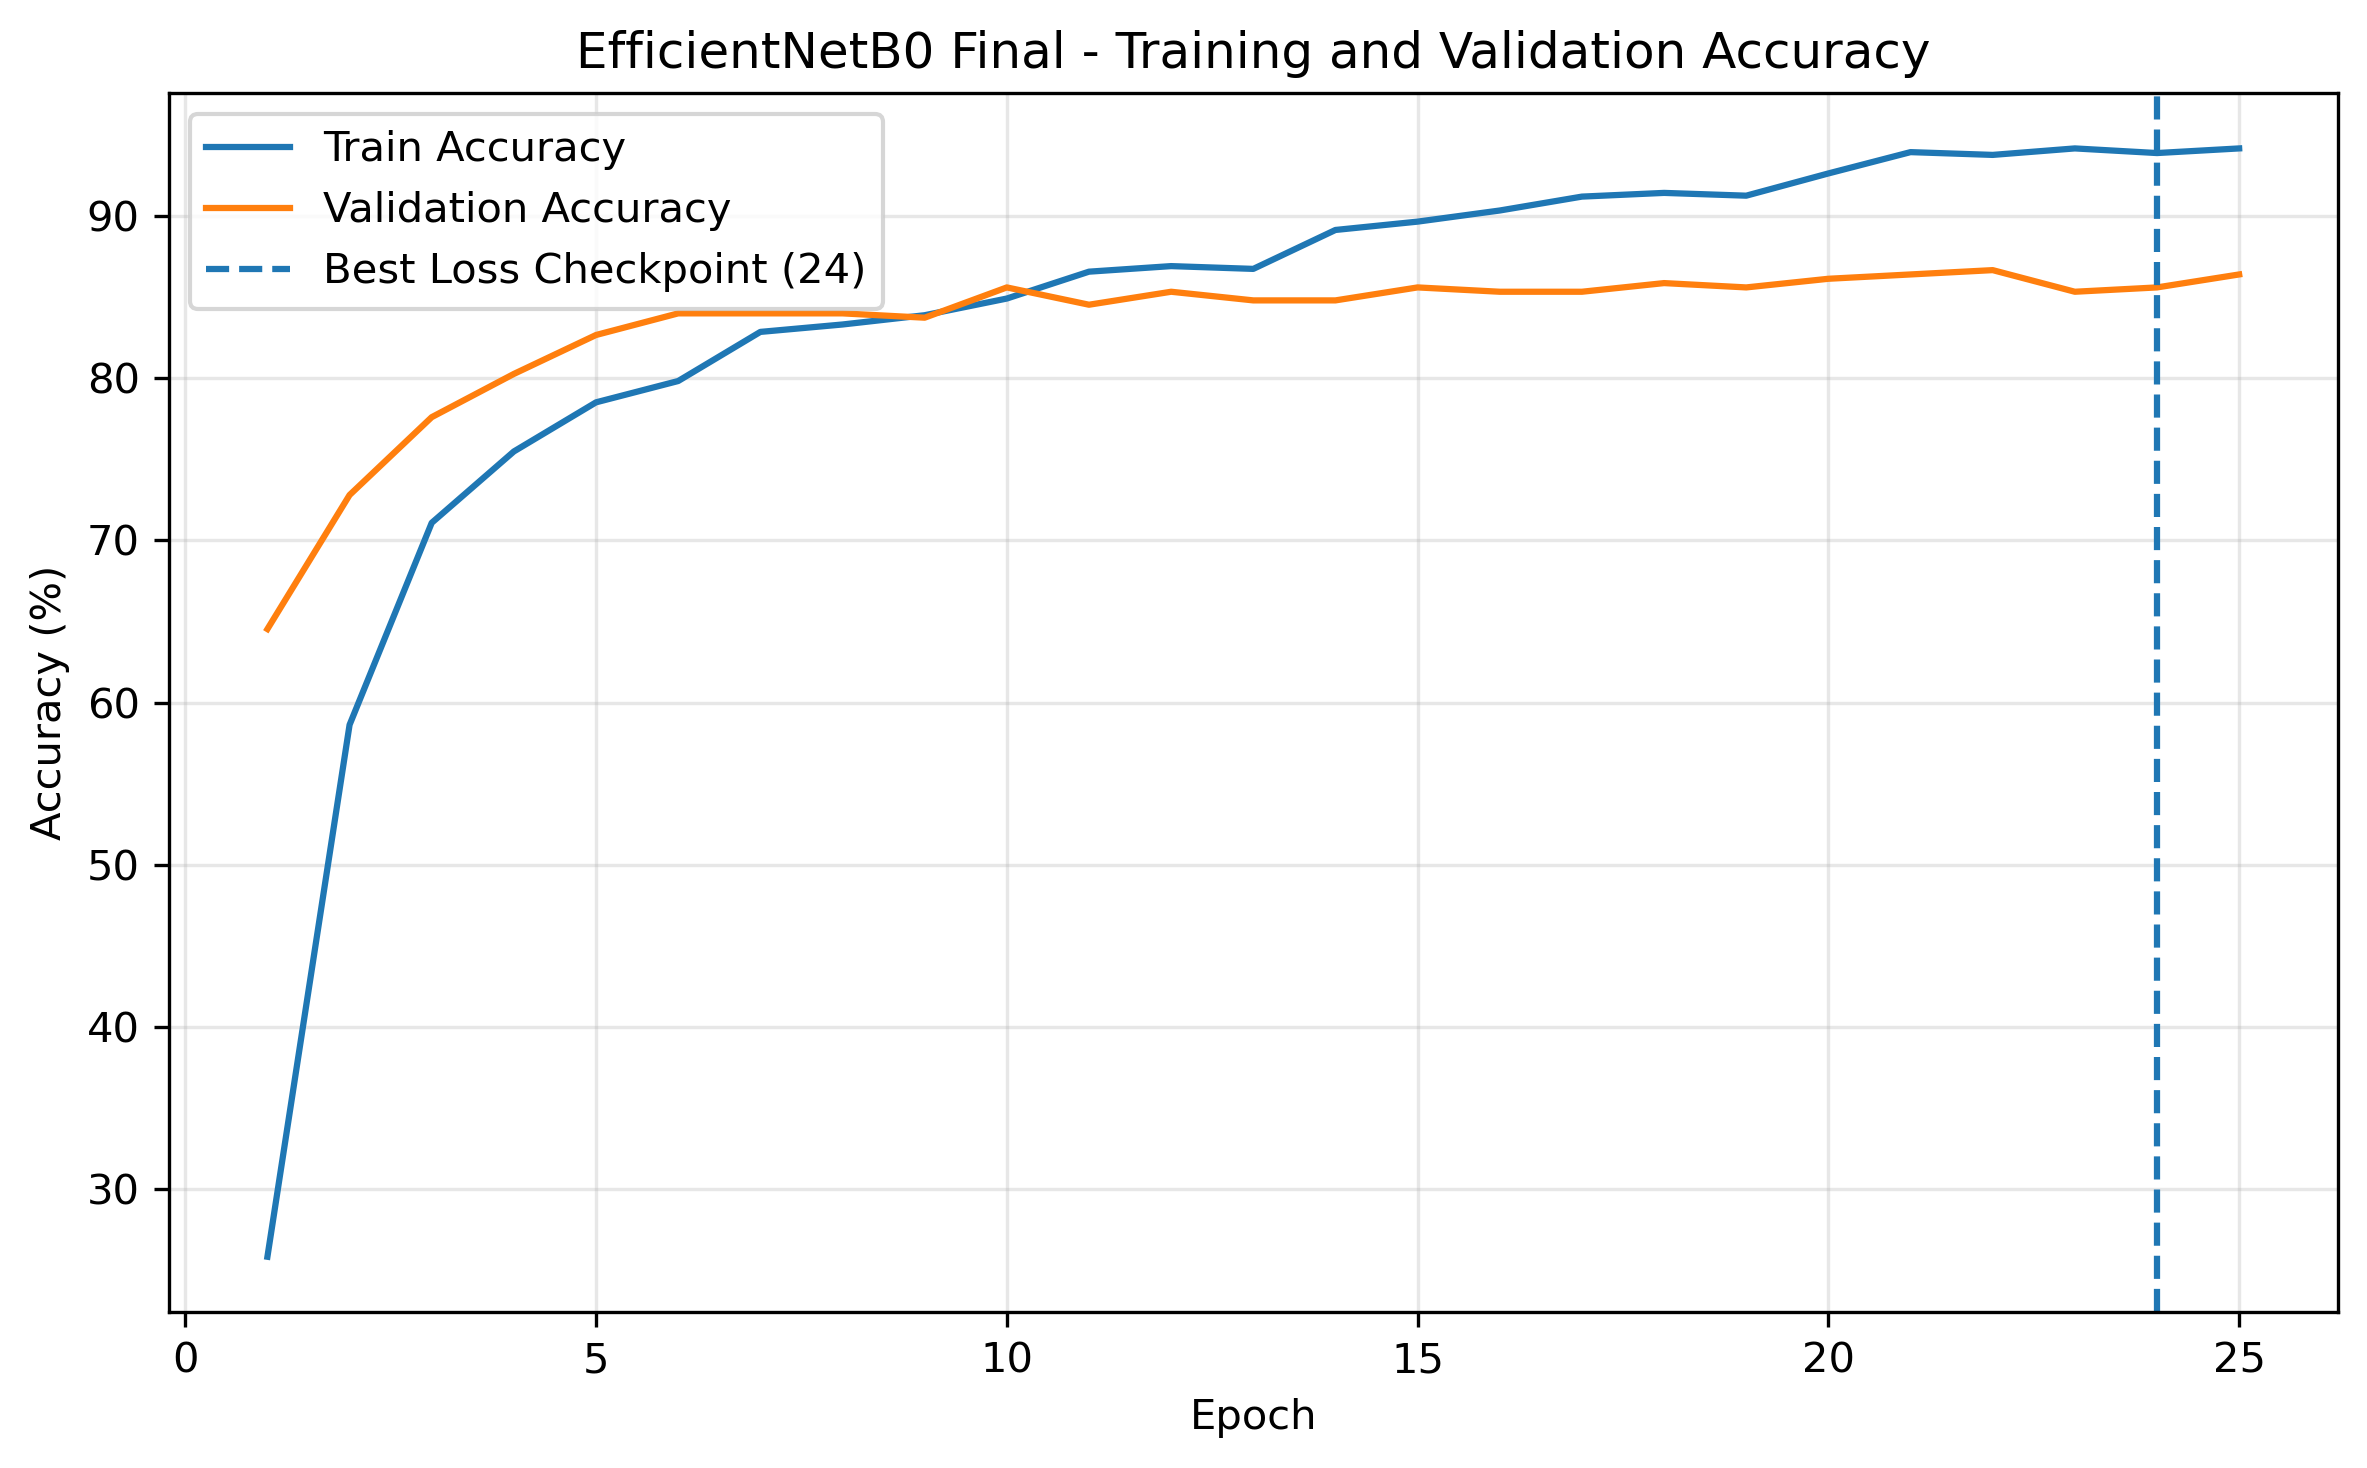 EfficientNetB0 Final - Training and Validation Accuracy
Train Accuracy
Validation Accuracy
Best Loss Checkpoint (24)
Accuracy (%)
90
80
70
60
50
40
30
0 5 10 15 20 25
Epoch